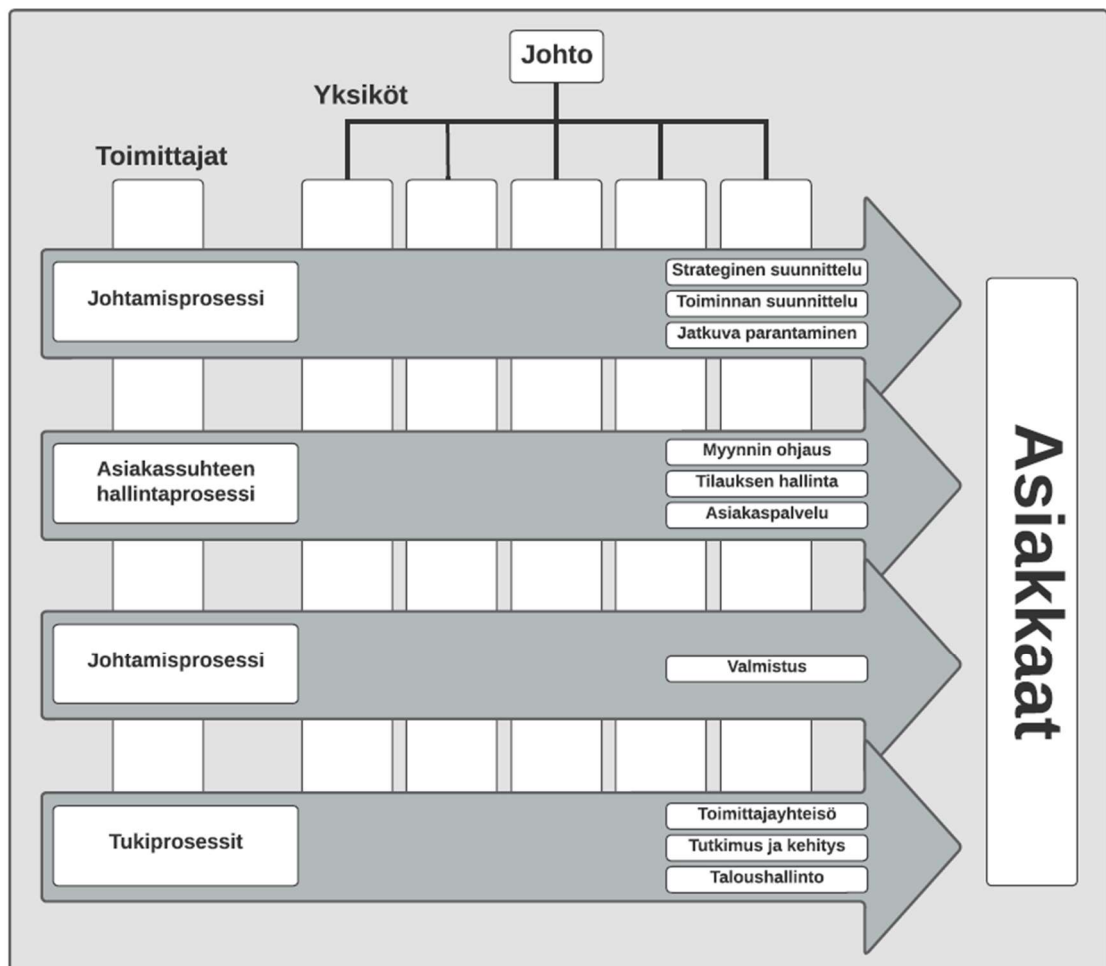 Johto
Yksiköt
Toimittajat
Johtamisprosessi
Strateginen suunnittelu
Toiminnan suunnittelu
Jatkuva parantaminen
Asiakassuhteen
hallintaprosessi
Myynnin ohjaus
Tilauksen hallinta
Asiakaspalvelu
Johtamisprosessi
Valmistus
Tukiprosessit
Toimittajayhteisö
Tutkimus ja kehitys
Taloushallinto
Asiakkaat